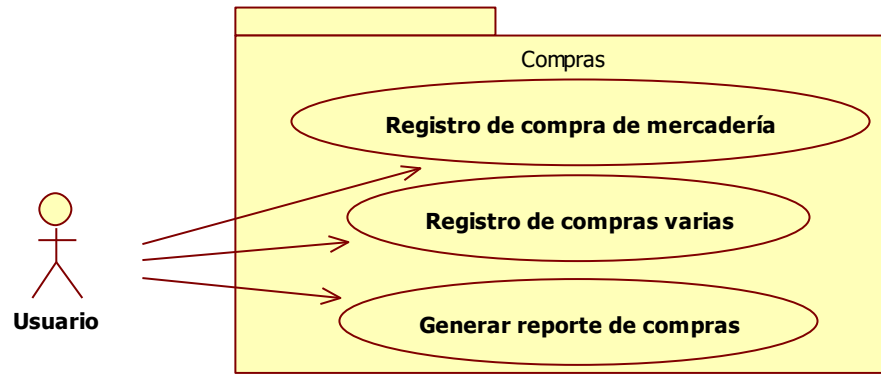 Compras
Registro de compra de mercadería
Registro de compras varias
Generar reporte de compras
Usuario